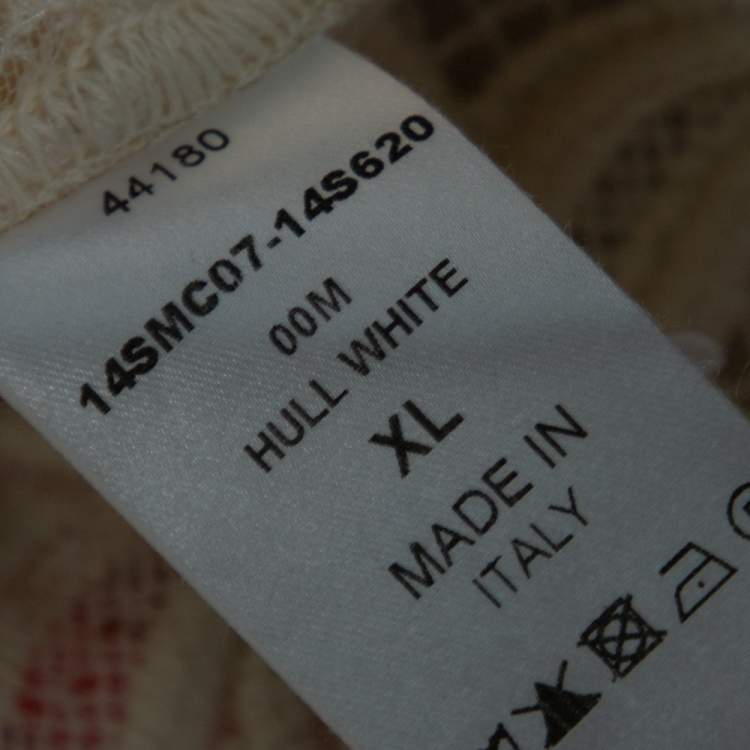 44180
14SMC07-14S620
00M
HULL WHITE
XL
MADE IN
ITALY